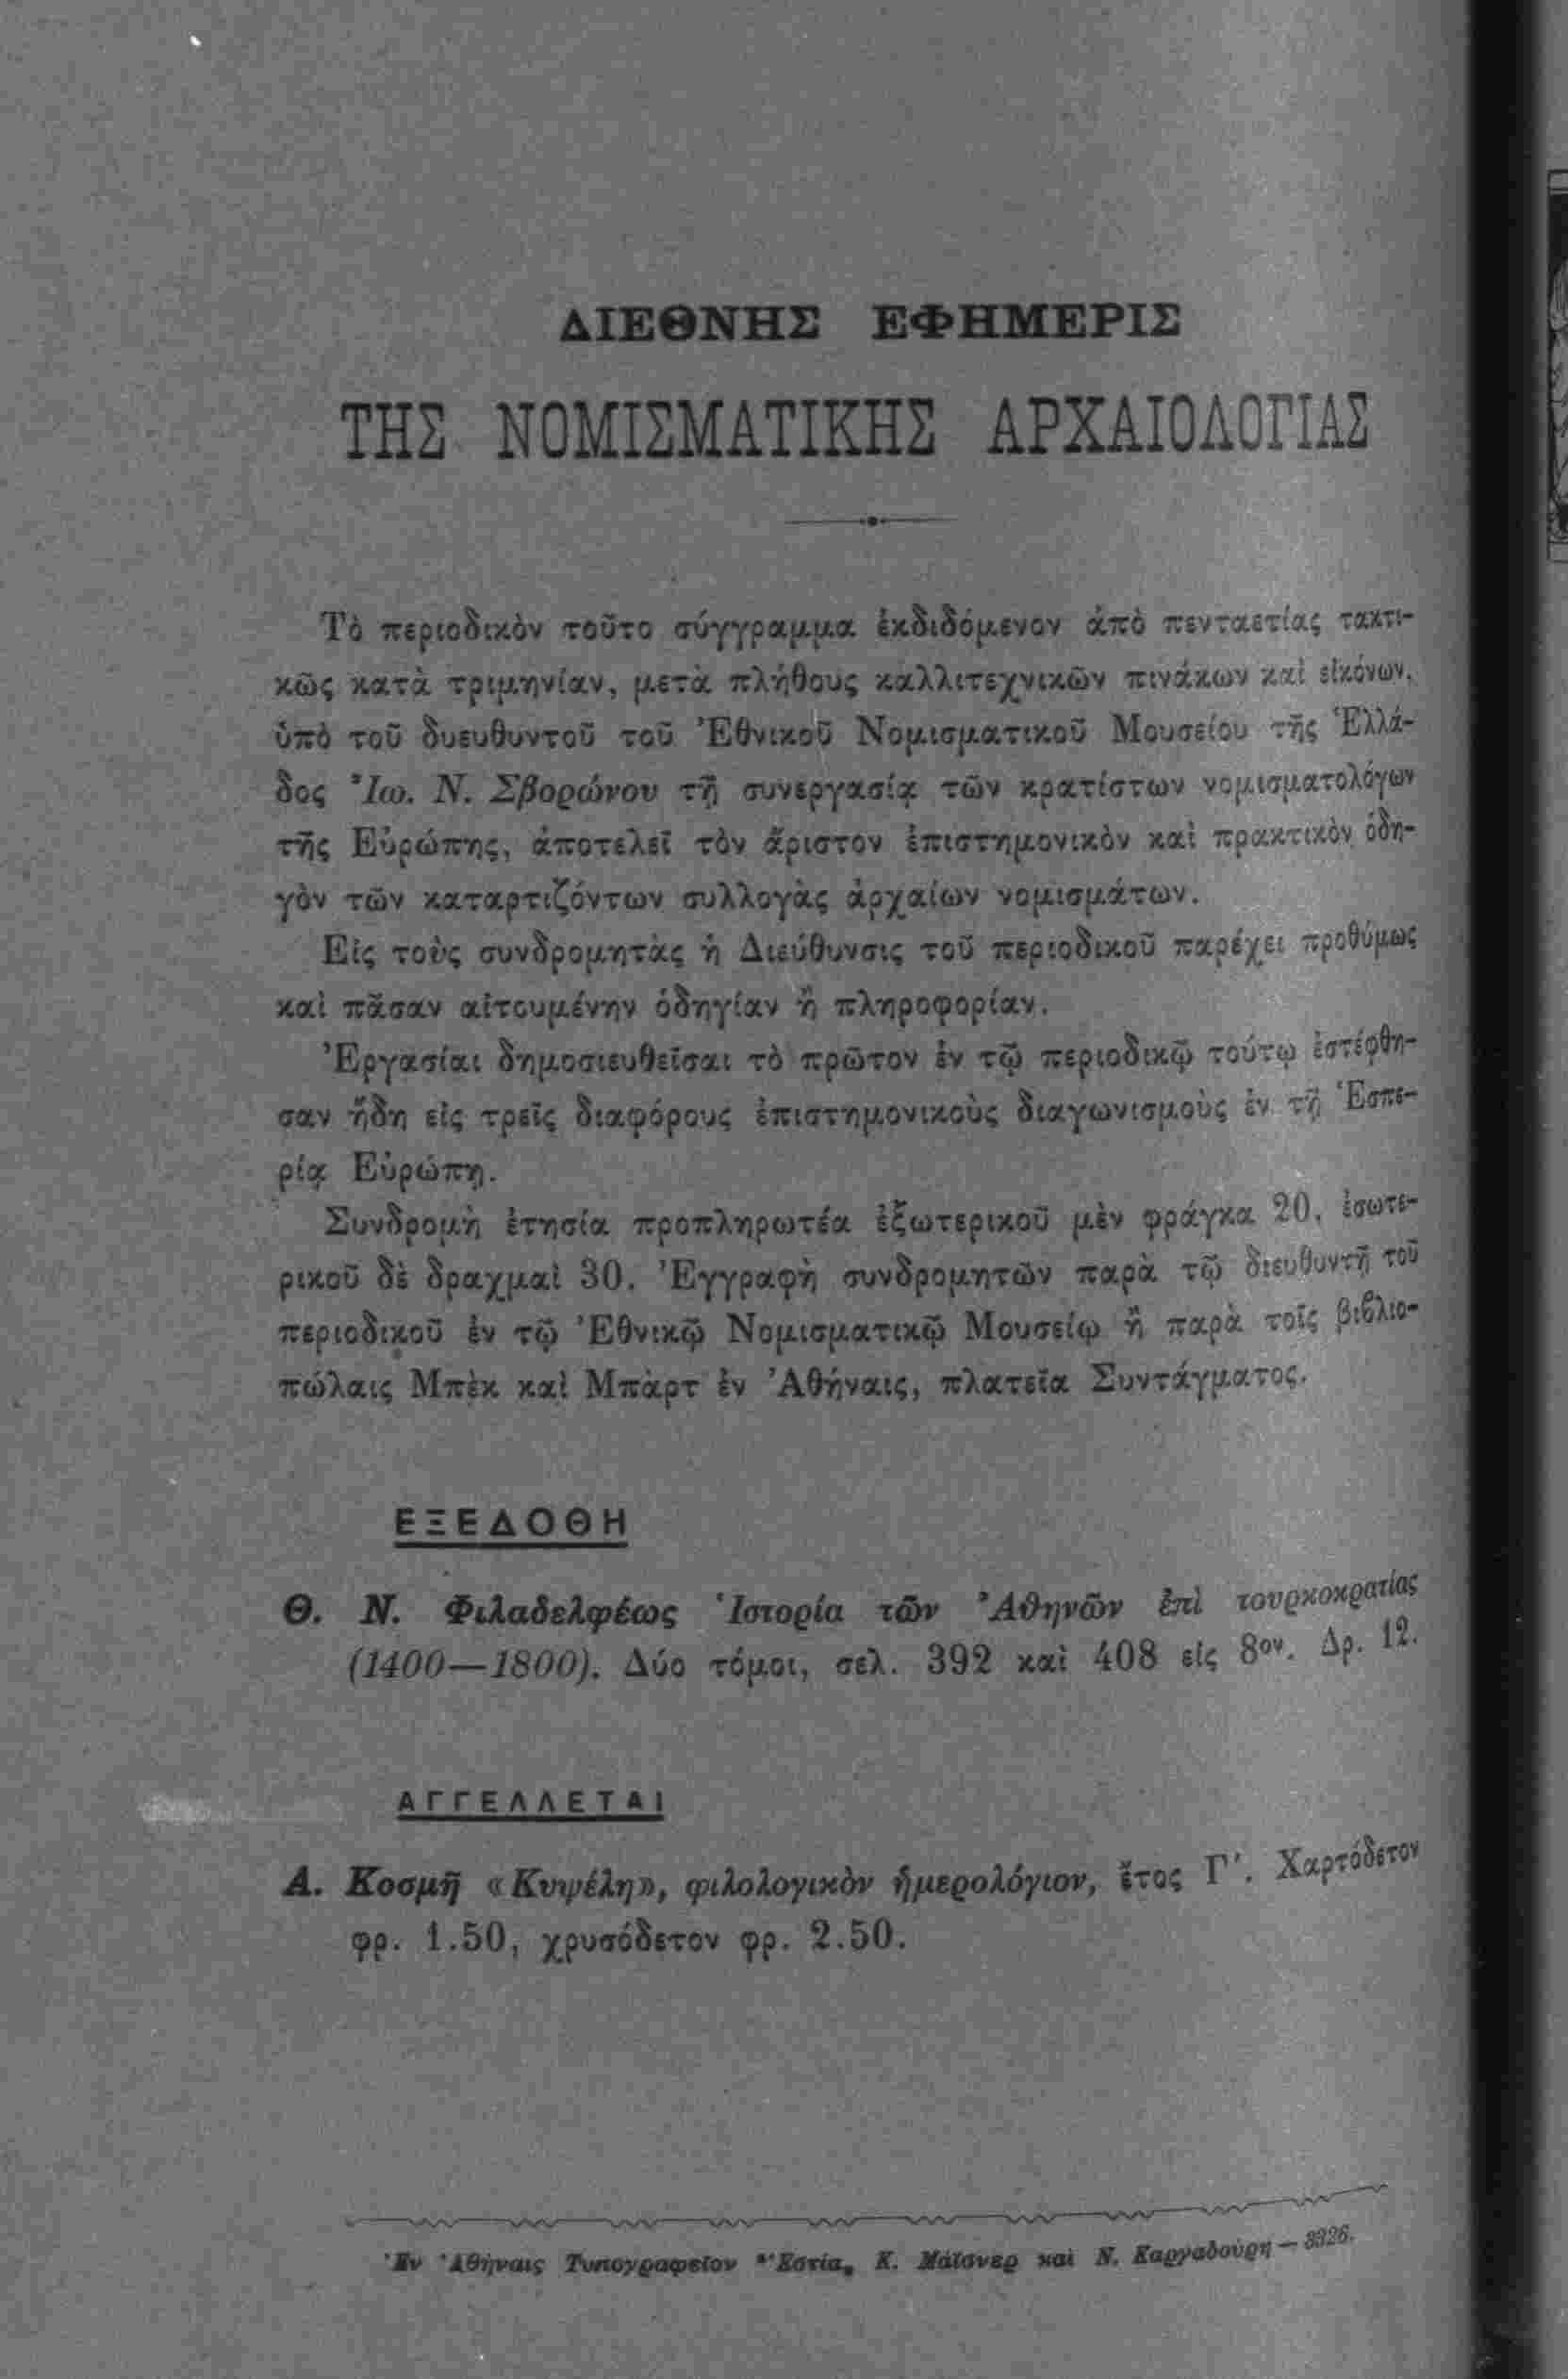 ΔΙΕΘΝΗΣ ΕΦΗΜΕΡΙΣ
ΤΗΣ ΝΟΜΙΣΜΑΤΙΚΗΣ ΑΡΧΑΙΟΛΟΓΙΑΣ
Τὸ περιοδικὸν τοῦτο σύγγραμμα ἐκδιδόμενον ἀπὸ πενταετίας τακτι-
κῶς κατὰ τριμηνίαν, μετὰ πλήθους καλλιτεχνικῶν πινάκων καὶ εἰκόνων,
ὑπὸ τοῦ δυευθυντοῦ τοῦ Ἐθνικοῦ Νομισματικοῦ Μουσείου τῆς Ἑλλά-
δος Ἰω. Ν. Σβορώνου τῇ συνεργασίᾳ τῶν κρατίστων νομισματολόγων
τῆς Εὐρώπης, ἀποτελεῖ τὸν ἄριστον ἐπιστημονικὸν καὶ πρακτικὸν ὁδη-
γὸν τῶν καταρτιζόντων συλλογὰς ἀρχαίων νομισμάτων.
Εἰς τοὺς συνδρομητὰς ἡ Διεύθυνσις τοῦ περιοδικοῦ παρέχει προθύμως
καὶ πᾶσαν αἰτουμένην ὁδηγίαν ἢ πληροφορίαν.
Ἐργασίαι δημοσιευθεῖσαι τὸ πρῶτον ἐν τῷ περιοδικῷ τούτῳ ἐστέφθη-
σαν ἤδη εἰς τρεῖς διαφόρους ἐπιστημονικοὺς διαγωνισμοὺς ἐν τῇ Ἑσπε-
ρίᾳ Εὐρώπῃ.
Συνδρομὴ ἐτησία προπληρωτέα ἐξωτερικοῦ μὲν φράγκα 20, ἐσωτε-
ρικοῦ δὲ δραχμαὶ 30. Ἐγγραφὴ συνδρομητῶν παρὰ τῷ διευθυντῇ τοῦ
περιοδικοῦ ἐν τῷ Ἐθνικῷ Νομισματικῷ Μουσείῳ ἢ παρὰ τοῖς βιβλιο-
πώλαις Μπὲκ καὶ Μπὰρτ ἐν Ἀθήναις, πλατεῖα Συντάγματος.
ΕΞΕΔΟΘΗ
Θ. Ν. Φιλαδελφέως Ἱστορία τῶν Ἀθηνῶν ἐπὶ τουρκοκρατίας
(1400—1800). Δύο τόμοι, σελ. 392 καὶ 408 εἰς 8ον. Δρ. 12.
ΑΓΓΕΛΛΕΤΑΙ
Α. Κοσμῆ «Κυψέλη», φιλολογικὸν ἡμερολόγιον, ἔτος Γ΄. Χαρτόδετον
φρ. 1.50, χρυσόδετον φρ. 2.50.
Ἐν Ἀθήναις Τυπογραφεῖον "Ἑστία„ Κ. Μάϊσνερ καὶ Ν. Καργαδούρη — 3326.